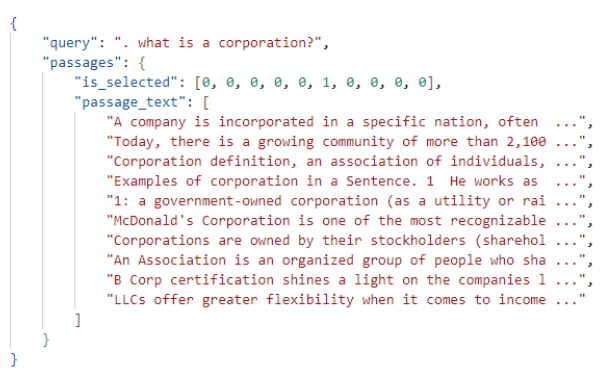 {
"query": ". what is a corporation?",
"passages": {
"is_selected": [0, 0, 0, 0, 0, 1, 0, 0, 0, 0],
"passage_text": [
"A company is incorporated in a specific nation, often ...",
"Today, there is a growing community of more than 2,100 ...",
"Corporation definition, an association of individuals, ...",
"Examples of corporation in a Sentence. 1 He works as ...",
"1: a government-owned corporation (as a utility or rai ...",
"McDonald's Corporation is one of the most recognizable ...",
"Corporations are owned by their stockholders (sharehol ...",
"An Association is an organized group of people who sha ...",
"B Corp certification shines a light on the companies l ...",
"LLCs offer greater flexibility when it comes to income ..."
]
}
}